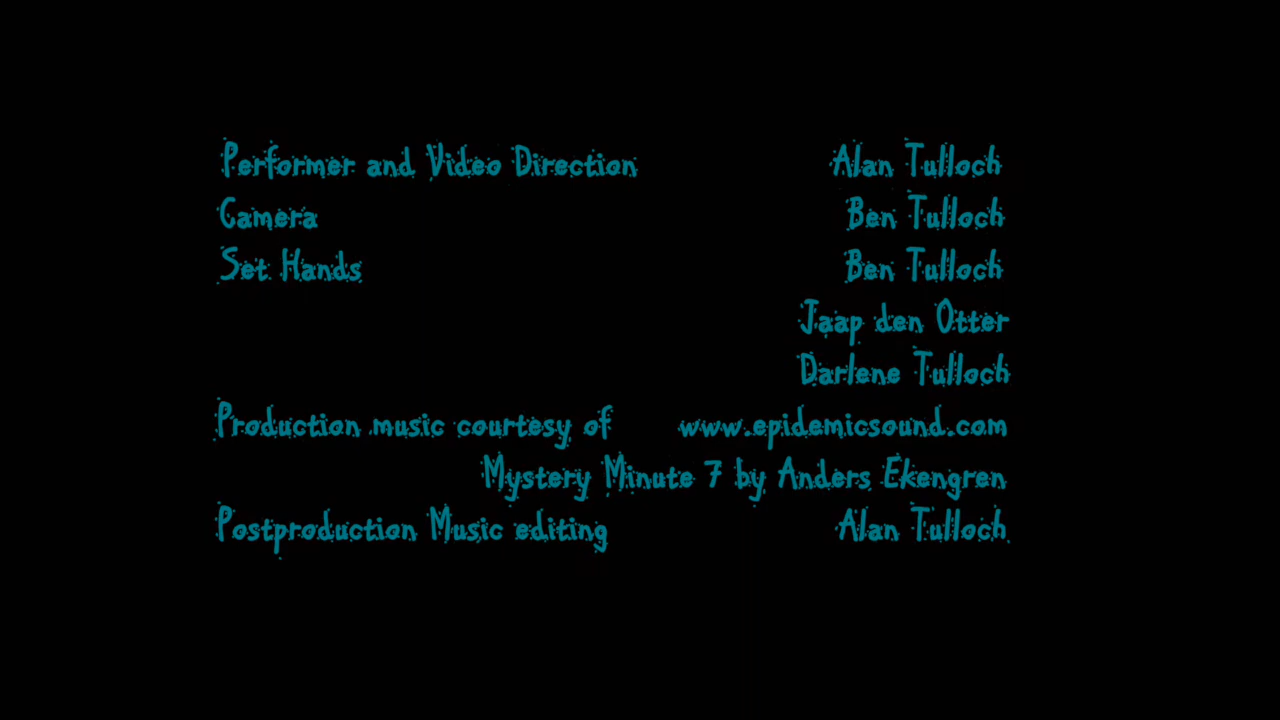 Performer and Video Direction Alan Tulloch
Camera Ben Tulloch
Set Hands Ben Tulloch
Jaap den Otter
Darlene Tulloch
Production music courtesy of www.epidemicsound.com
Mystery Minute 7 by Anders Ekengren
Postproduction Music editing Alan Tulloch